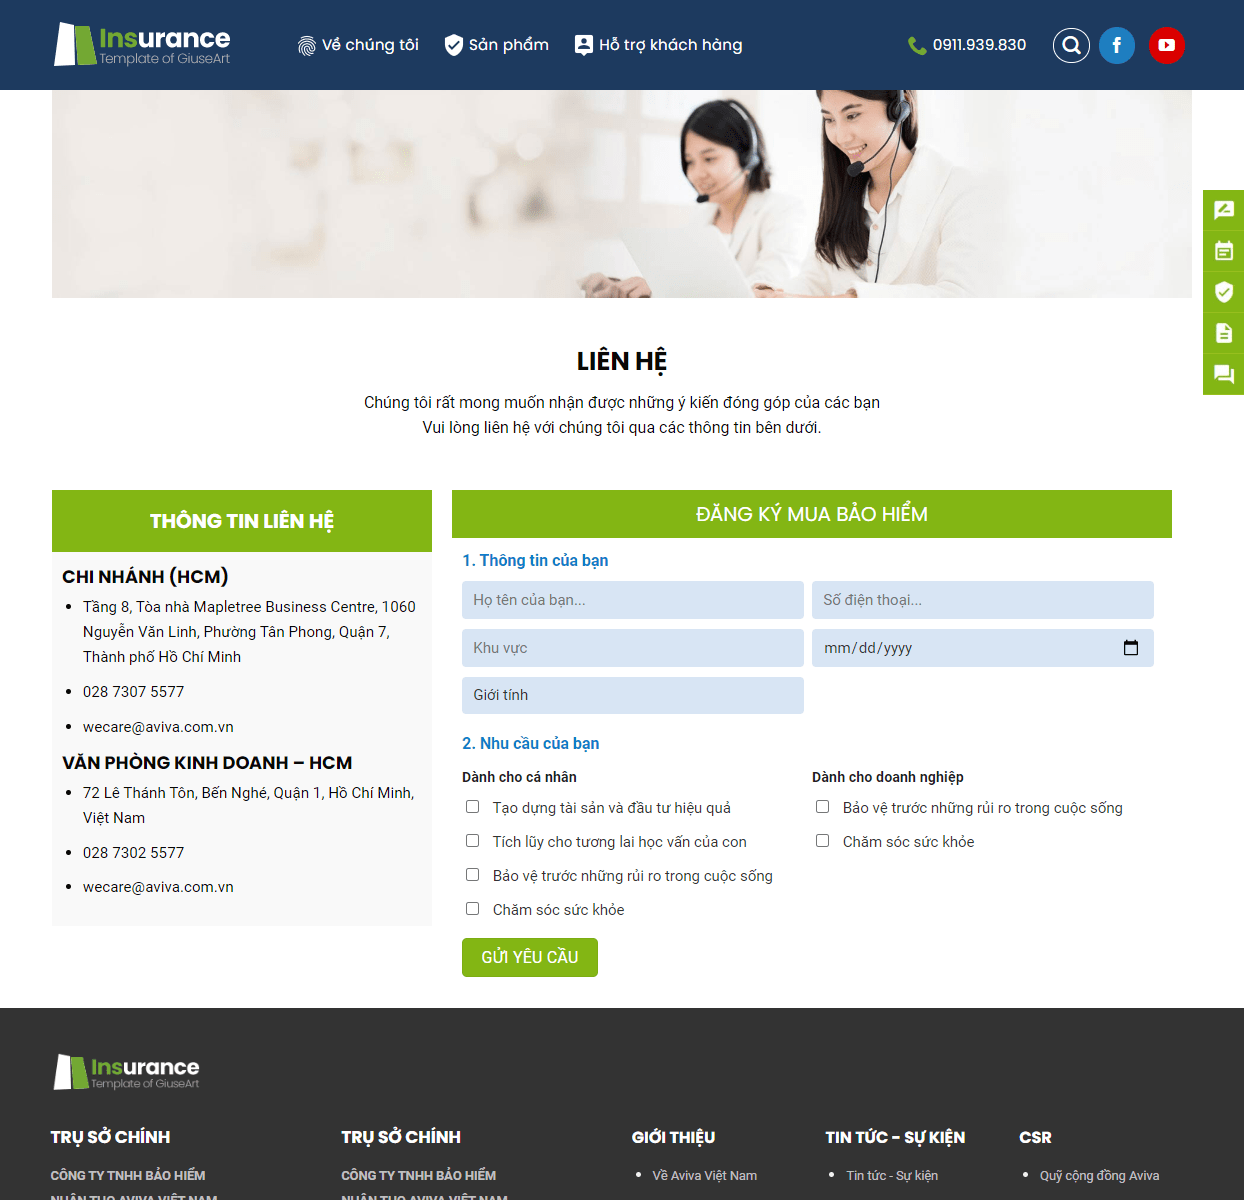 Insurance
Template of GiuseArt
Về chúng tôi
Sản phẩm
Hỗ trợ khách hàng
0911.939.830
LIÊN HỆ
Chúng tôi rất mong muốn nhận được những ý kiến đóng góp của các bạn
Vui lòng liên hệ với chúng tôi qua các thông tin bên dưới.
THÔNG TIN LIÊN HỆ
CHI NHÁNH (HCM)
Tầng 8, Tòa nhà Mapletree Business Centre, 1060
Nguyễn Văn Linh, Phường Tân Phong, Quận 7,
Thành phố Hồ Chí Minh
028 7307 5577
wecare@aviva.com.vn
VĂN PHÒNG KINH DOANH – HCM
72 Lê Thánh Tôn, Bến Nghé, Quận 1, Hồ Chí Minh,
Việt Nam
028 7302 5577
wecare@aviva.com.vn
ĐĂNG KÝ MUA BẢO HIỂM
1. Thông tin của bạn
Họ tên của bạn...
Số điện thoại...
Khu vực
mm/dd/yyyy
Giới tính
2. Nhu cầu của bạn
Dành cho cá nhân
Tạo dựng tài sản và đầu tư hiệu quả
Tích lũy cho tương lai học vấn của con
Bảo vệ trước những rủi ro trong cuộc sống
Chăm sóc sức khỏe
Dành cho doanh nghiệp
Bảo vệ trước những rủi ro trong cuộc sống
Chăm sóc sức khỏe
GỬI YÊU CẦU
Insurance
Template of GiuseArt
TRỤ SỞ CHÍNH
CÔNG TY TNHH BẢO HIỂM
NHÂN THỌ AVIVA VIỆT NAM
TRỤ SỞ CHÍNH
CÔNG TY TNHH BẢO HIỂM
NHÂN THỌ AVIVA VIỆT NAM
GIỚI THIỆU
Về Aviva Việt Nam
TIN TỨC - SỰ KIỆN
Tin tức - Sự kiện
CSR
Quỹ cộng đồng Aviva